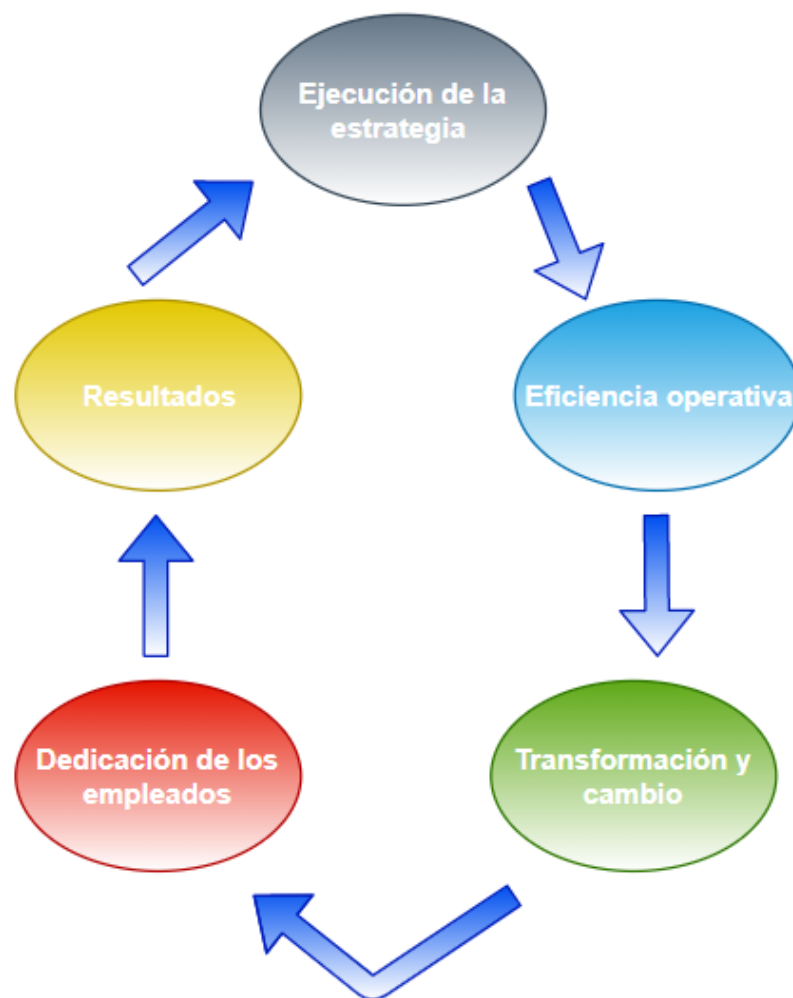 Ejecución de la
estrategia
Resultados
Eficiencia operativa
Dedicación de los
empleados
Transformación y
cambio